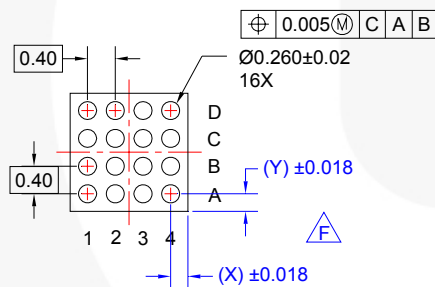 ⌖ 0.005Ⓜ C A B
0.40
Ø0.260±0.02
16X
D
C
B
A
(Y) ±0.018
0.40
F
1 2 3 4
(X) ±0.018